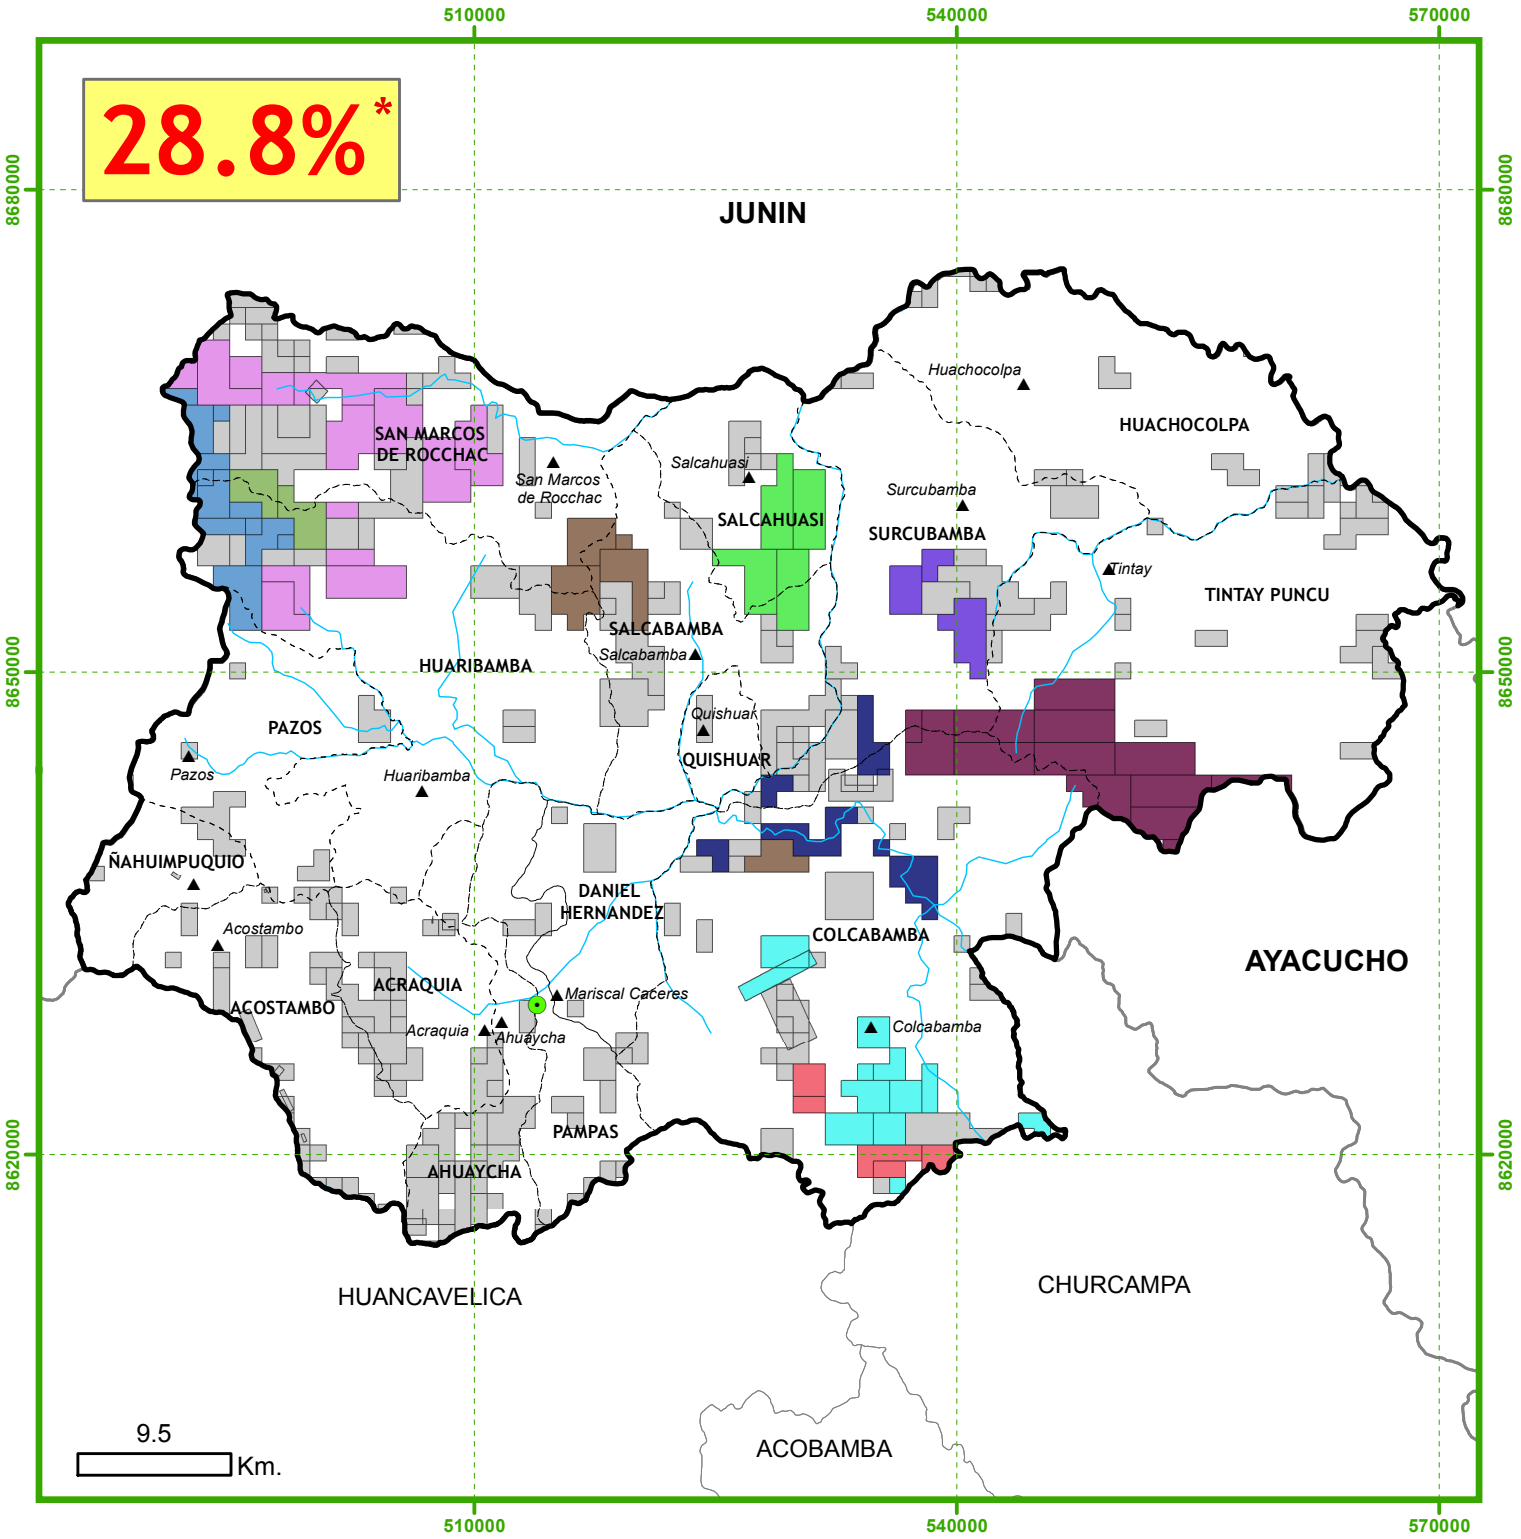 510000
540000
570000
28.8%*
8680000
8680000
JUNIN
Huachocolpa
HUACHOCOLPA
SAN MARCOS
DE ROCCHAC
San Marcos
de Rocchac
Salcahuasi
SALCAHUASI
Surcubamba
SURCUBAMBA
Tintay
TINTAY PUNCU
SALCABAMBA
Salcabamba
HUARIBAMBA
8650000
8650000
PAZOS
Quishuar
QUISHUAR
Pazos
Huaribamba
ÑAHUIMPUQUIO
DANIEL
HERNANDEZ
Acostambo
COLCABAMBA
AYACUCHO
ACRAQUIA
Mariscal Caceres
ACOSTAMBO
Acraquia
Ahuaycha
Colcabamba
PAMPAS
8620000
8620000
AHUAYCHA
HUANCAVELICA
CHURCAMPA
9.5
Km.
ACOBAMBA
510000
540000
570000